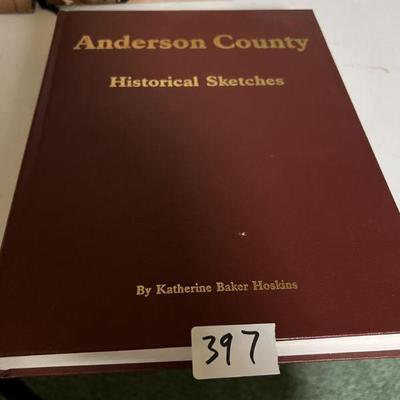 Anderson County
Historical Sketches
By Katherine Baker Hoskins
397